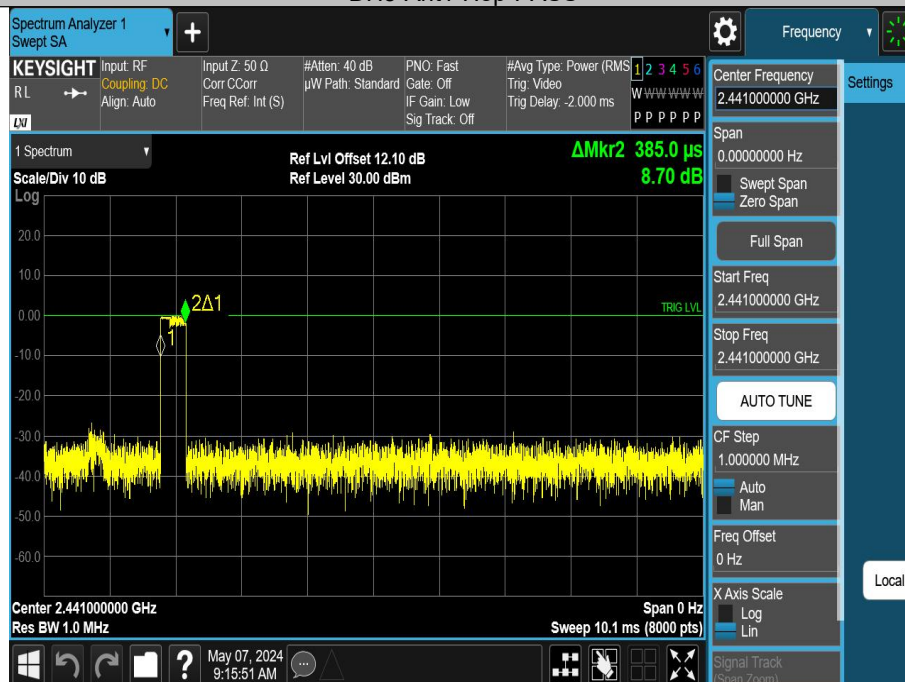 Spectrum Analyzer 1
Swept SA
Frequency
KEYSIGHT
R L
LXI
Input: RF
Coupling: DC
Align: Auto
Input Z: 50 Ω
Corr CCorr
Freq Ref: Int (S)
#Atten: 40 dB
µW Path: Standard
PNO: Fast
Gate: Off
IF Gain: Low
Sig Track: Off
#Avg Type: Power (RMS
Trig: Video
Trig Delay: -2.000 ms
1 2 3 4 5 6
W W W W W W
P P P P P P
1 Spectrum
Scale/Div 10 dB
Log
Ref Lvl Offset 12.10 dB
Ref Level 30.00 dBm
ΔMkr2 385.0 µs
8.70 dB
20.0
10.0
0.00
-10.0
-20.0
-30.0
-40.0
-50.0
-60.0
2Δ1
1
TRIG LVL
Center 2.441000000 GHz
Res BW 1.0 MHz
Span 0 Hz
Sweep 10.1 ms (8000 pts)
Center Frequency
2.441000000 GHz
Settings
Span
0.00000000 Hz
Swept Span
Zero Span
Full Span
Start Freq
2.441000000 GHz
Stop Freq
2.441000000 GHz
AUTO TUNE
CF Step
1.000000 MHz
Auto
Man
Freq Offset
0 Hz
Local
X Axis Scale
Log
Lin
Signal Track
(Span Zoom)
?
May 07, 2024
9:15:51 AM